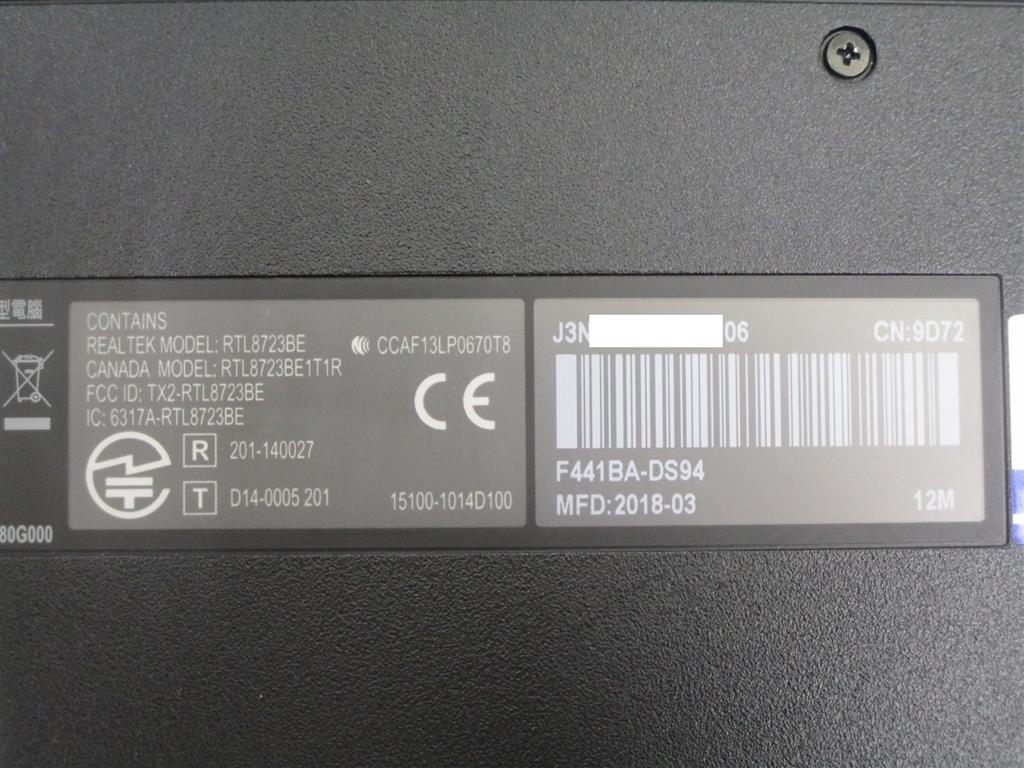 型電腦
80G000
CONTAINS
REALTEK MODEL: RTL8723BE
CCAF13LP0670T8
CANADA MODEL: RTL8723BE1T1R
FCC ID: TX2-RTL8723BE
IC: 6317A-RTL8723BE
CE
R 201-140027
T D14-0005 201
15100-1014D100
J3N 06 CN:9D72
F441BA-DS94
MFD:2018-03 12M